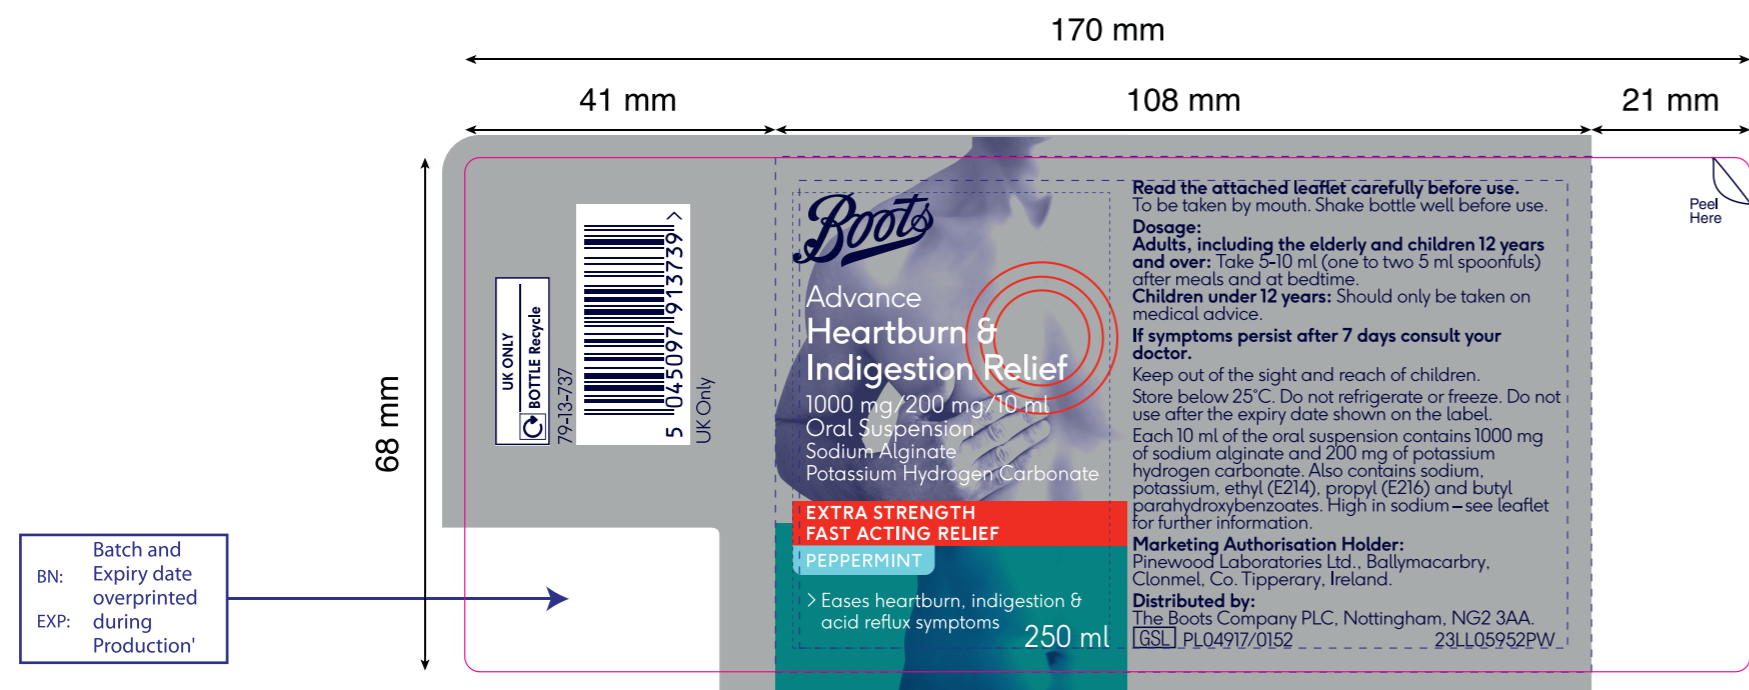 170 mm
41 mm
108 mm
21 mm
68 mm
BN:
EXP:
Batch and
Expiry date
overprinted
during
Production'
UK ONLY
BOTTLE Recycle
79-13-737
5 045097 913739 >
UK Only
Boots
Advance
Heartburn &
Indigestion Relief
1000 mg/200 mg/10 ml
Oral Suspension
Sodium Alginate
Potassium Hydrogen Carbonate
EXTRA STRENGTH
FAST ACTING RELIEF
PEPPERMINT
> Eases heartburn, indigestion &
acid reflux symptoms
250 ml
Read the attached leaflet carefully before use.
To be taken by mouth. Shake bottle well before use.
Dosage:
Adults, including the elderly and children 12 years
and over: Take 5-10 ml (one to two 5 ml spoonfuls)
after meals and at bedtime.
Children under 12 years: Should only be taken on
medical advice.
If symptoms persist after 7 days consult your
doctor.
Keep out of the sight and reach of children.
Store below 25°C. Do not refrigerate or freeze. Do not
use after the expiry date shown on the label.
Each 10 ml of the oral suspension contains 1000 mg
of sodium alginate and 200 mg of potassium
hydrogen carbonate. Also contains sodium,
potassium, ethyl (E214), propyl (E216) and butyl
parahydroxybenzoates. High in sodium – see leaflet
for further information.
Marketing Authorisation Holder:
Pinewood Laboratories Ltd., Ballymacarbry,
Clonmel, Co. Tipperary, Ireland.
Distributed by:
The Boots Company PLC, Nottingham, NG2 3AA.
GSL PL04917/0152 23LL05952PW
Peel
Here